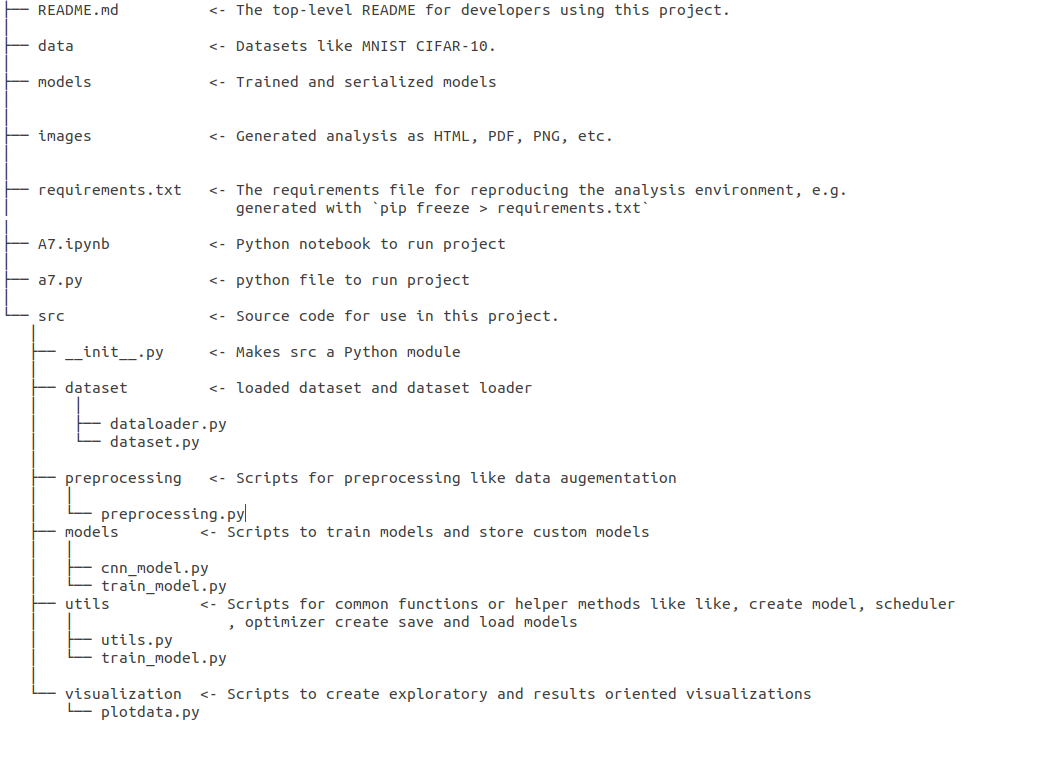 ├── README.md          <- The top-level README for developers using this project.
│
├── data               <- Datasets like MNIST CIFAR-10.
│
├── models             <- Trained and serialized models
│
│
├── images             <- Generated analysis as HTML, PDF, PNG, etc.
│
│
├── requirements.txt   <- The requirements file for reproducing the analysis environment, e.g.
│                         generated with `pip freeze > requirements.txt`
│
├── A7.ipynb           <- Python notebook to run project
│
├── a7.py              <- python file to run project
│
└── src                <- Source code for use in this project.
   │
   ├── __init__.py     <- Makes src a Python module
   │
   ├── dataset         <- loaded dataset and dataset loader
   │    │
   │    ├── dataloader.py
   │    └── dataset.py
   │
   ├── preprocessing   <- Scripts for preprocessing like data augementation
   │   │
   │   └── preprocessing.py
   ├── models         <- Scripts to train models and store custom models
   │   │
   │   ├── cnn_model.py
   │   └── train_model.py
   ├── utils          <- Scripts for common functions or helper methods like like, create model, scheduler
   │   │                 , optimizer create save and load models
   │   ├── utils.py
   │   └── train_model.py
   │
   └── visualization  <- Scripts to create exploratory and results oriented visualizations
       └── plotdata.py